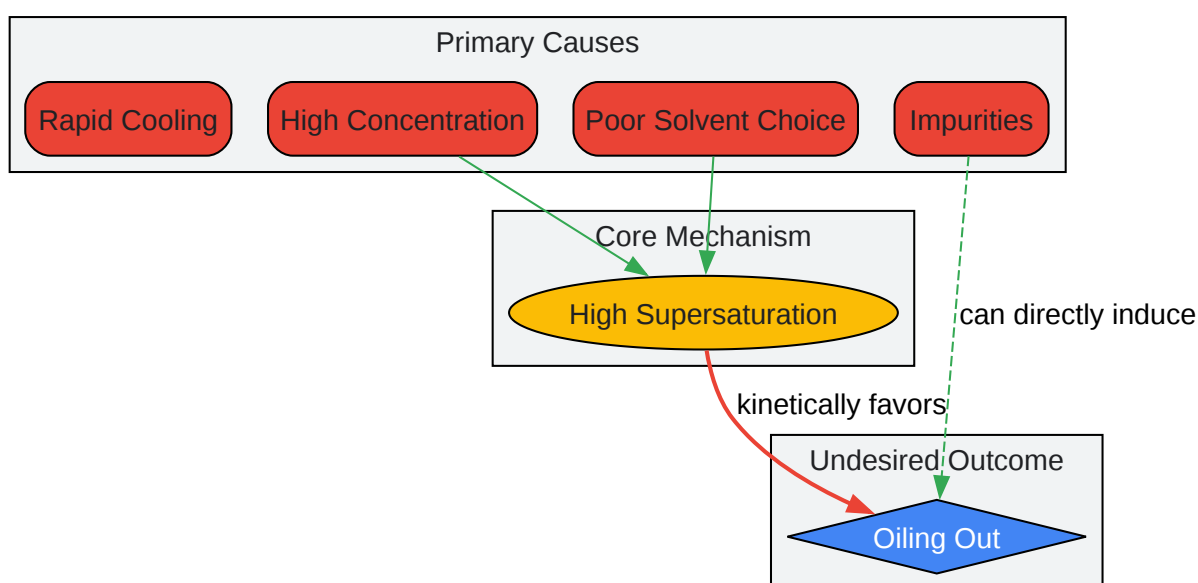 Primary Causes
Rapid Cooling
High Concentration
Poor Solvent Choice
Impurities
Core Mechanism
High Supersaturation
can directly induce
kinetically favors
Undesired Outcome
Oiling Out